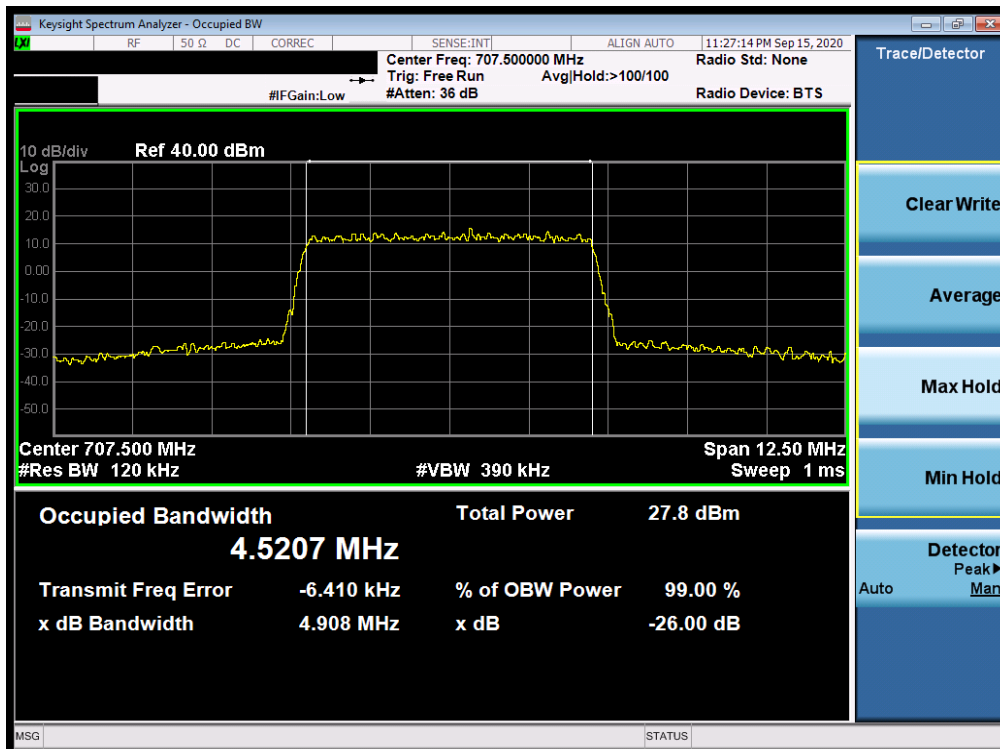 Keysight Spectrum Analyzer - Occupied BW
LXI RF 50 Ω DC CORREC SENSE:INT ALIGN AUTO 11:27:14 PM Sep 15, 2020
Center Freq: 707.500000 MHz Radio Std: None
Trig: Free Run Avg|Hold:>100/100
#IFGain:Low #Atten: 36 dB Radio Device: BTS
10 dB/div Ref 40.00 dBm
Log
30.0
20.0
10.0
0.00
-10.0
-20.0
-30.0
-40.0
-50.0
Center 707.500 MHz Span 12.50 MHz
#Res BW 120 kHz #VBW 390 kHz Sweep 1 ms
Occupied Bandwidth Total Power 27.8 dBm
4.5207 MHz
Transmit Freq Error -6.410 kHz % of OBW Power 99.00 %
x dB Bandwidth 4.908 MHz x dB -26.00 dB
MSG STATUS
Trace/Detector
Clear Write
Average
Max Hold
Min Hold
Detector
Peak▶
Auto Man